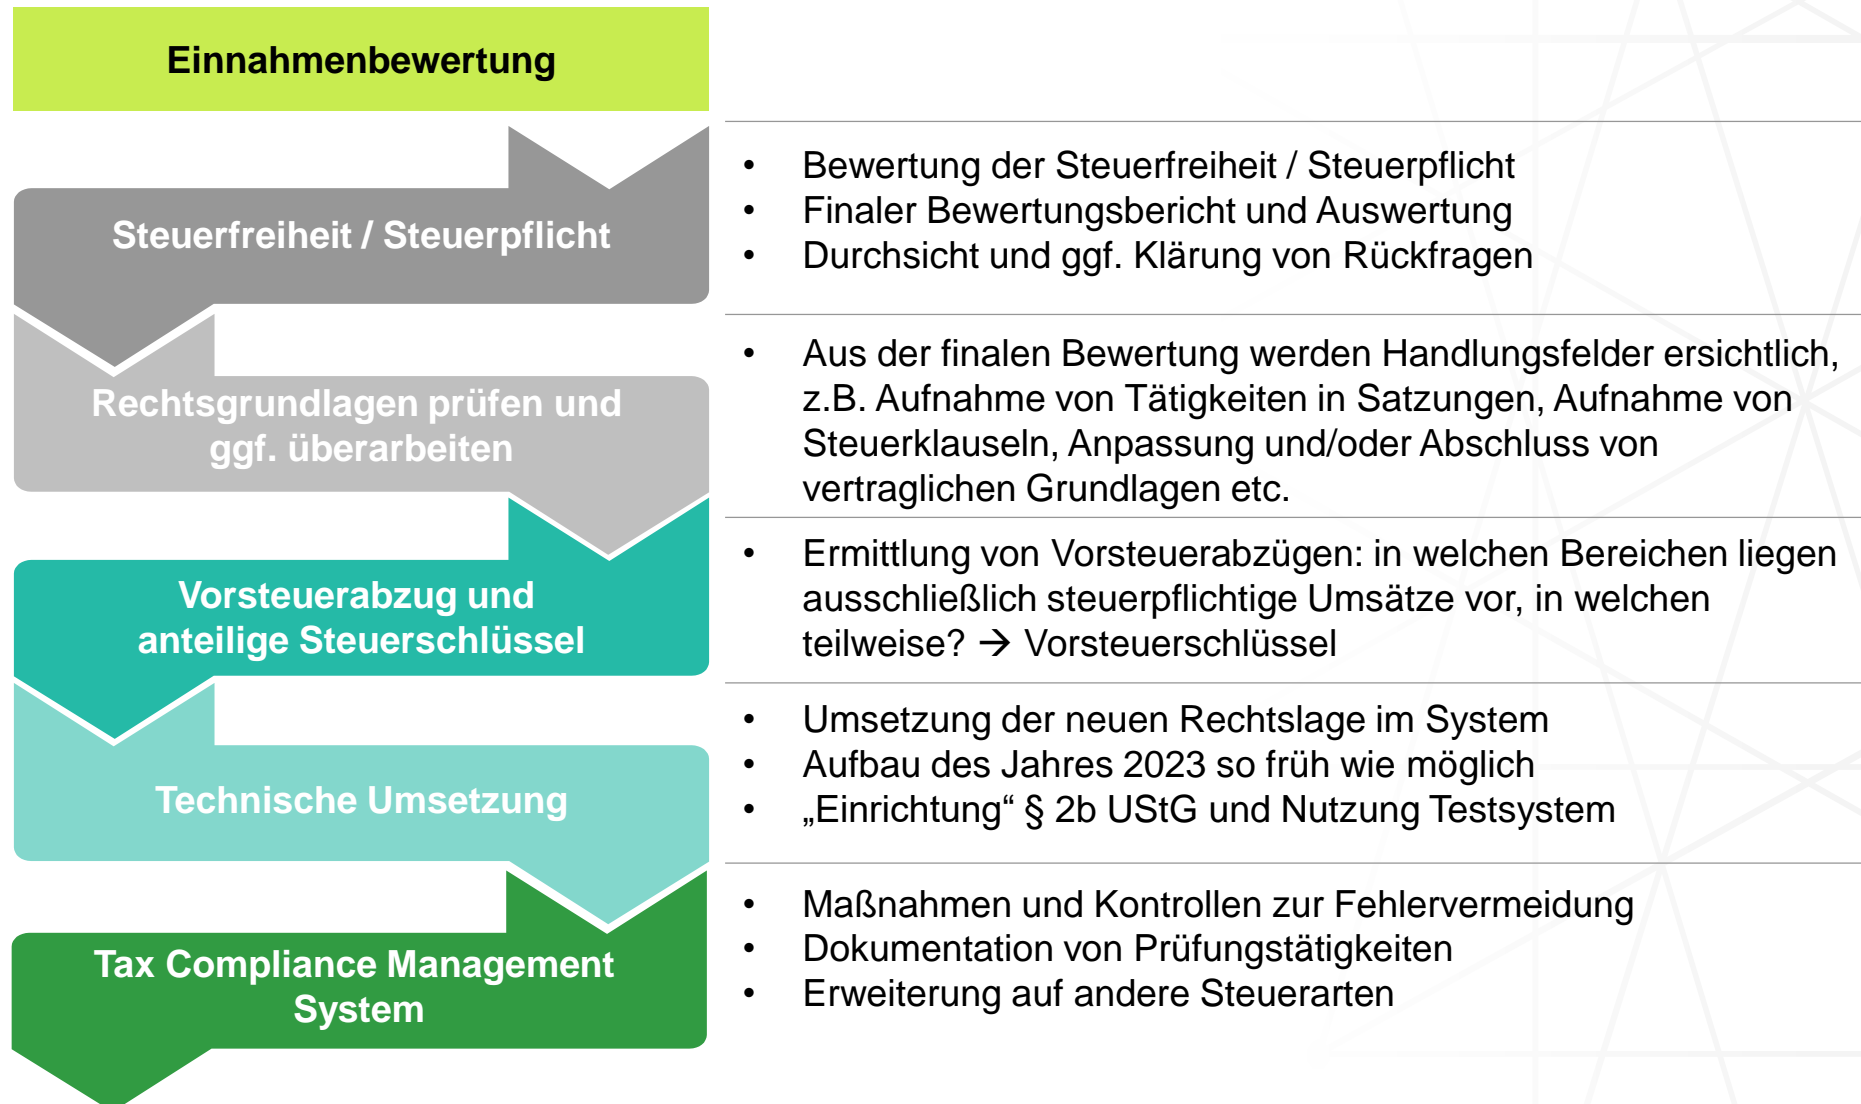 Einnahmenbewertung
Steuerfreiheit / Steuerpflicht
• Bewertung der Steuerfreiheit / Steuerpflicht
• Finaler Bewertungsbericht und Auswertung
• Durchsicht und ggf. Klärung von Rückfragen
Rechtsgrundlagen prüfen und
ggf. überarbeiten
• Aus der finalen Bewertung werden Handlungsfelder ersichtlich,
z.B. Aufnahme von Tätigkeiten in Satzungen, Aufnahme von
Steuerklauseln, Anpassung und/oder Abschluss von
vertraglichen Grundlagen etc.
Vorsteuerabzug und
anteilige Steuerschlüssel
• Ermittlung von Vorsteuerabzügen: in welchen Bereichen liegen
ausschließlich steuerpflichtige Umsätze vor, in welchen
teilweise? → Vorsteuerschlüssel
Technische Umsetzung
• Umsetzung der neuen Rechtslage im System
• Aufbau des Jahres 2023 so früh wie möglich
• „Einrichtung“ § 2b UStG und Nutzung Testsystem
Tax Compliance Management
System
• Maßnahmen und Kontrollen zur Fehlervermeidung
• Dokumentation von Prüfungstätigkeiten
• Erweiterung auf andere Steuerarten